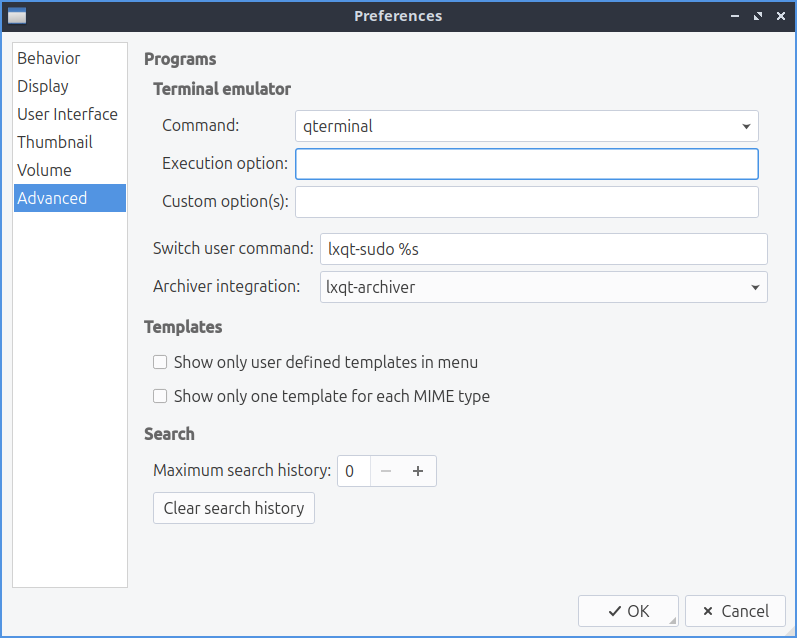 Preferences
Behavior
Display
User Interface
Thumbnail
Volume
Advanced
Programs
Terminal emulator
Command: qterminal
Execution option:
Custom option(s):
Switch user command: lxqt-sudo %s
Archiver integration: lxqt-archiver
Templates
Show only user defined templates in menu
Show only one template for each MIME type
Search
Maximum search history: 0
Clear search history
OK Cancel